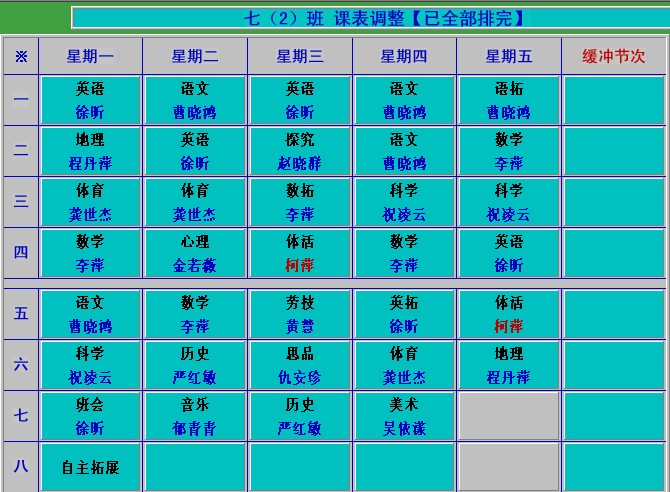 七（2）班 课表调整【已全部排完】
※ 星期一 星期二 星期三 星期四 星期五 缓冲节次
一 英语 语文 英语 语文 语拓
徐昕 曹晓鸿 徐昕 曹晓鸿 曹晓鸿
二 地理 英语 探究 语文 数学
程丹萍 徐昕 赵晓群 曹晓鸿 李萍
三 体育 体育 数拓 科学 科学
龚世杰 龚世杰 李萍 祝凌云 祝凌云
四 数学 心理 体活 数学 英语
李萍 金若薇 柯萍 李萍 徐昕
五 语文 数学 劳技 英拓 体活
曹晓鸿 李萍 黄慧 徐昕 柯萍
六 科学 历史 思品 体育 地理
祝凌云 严红敏 仇安珍 龚世杰 程丹萍
七 班会 音乐 历史 美术
徐昕 郁青青 严红敏 吴依漾
八 自主拓展